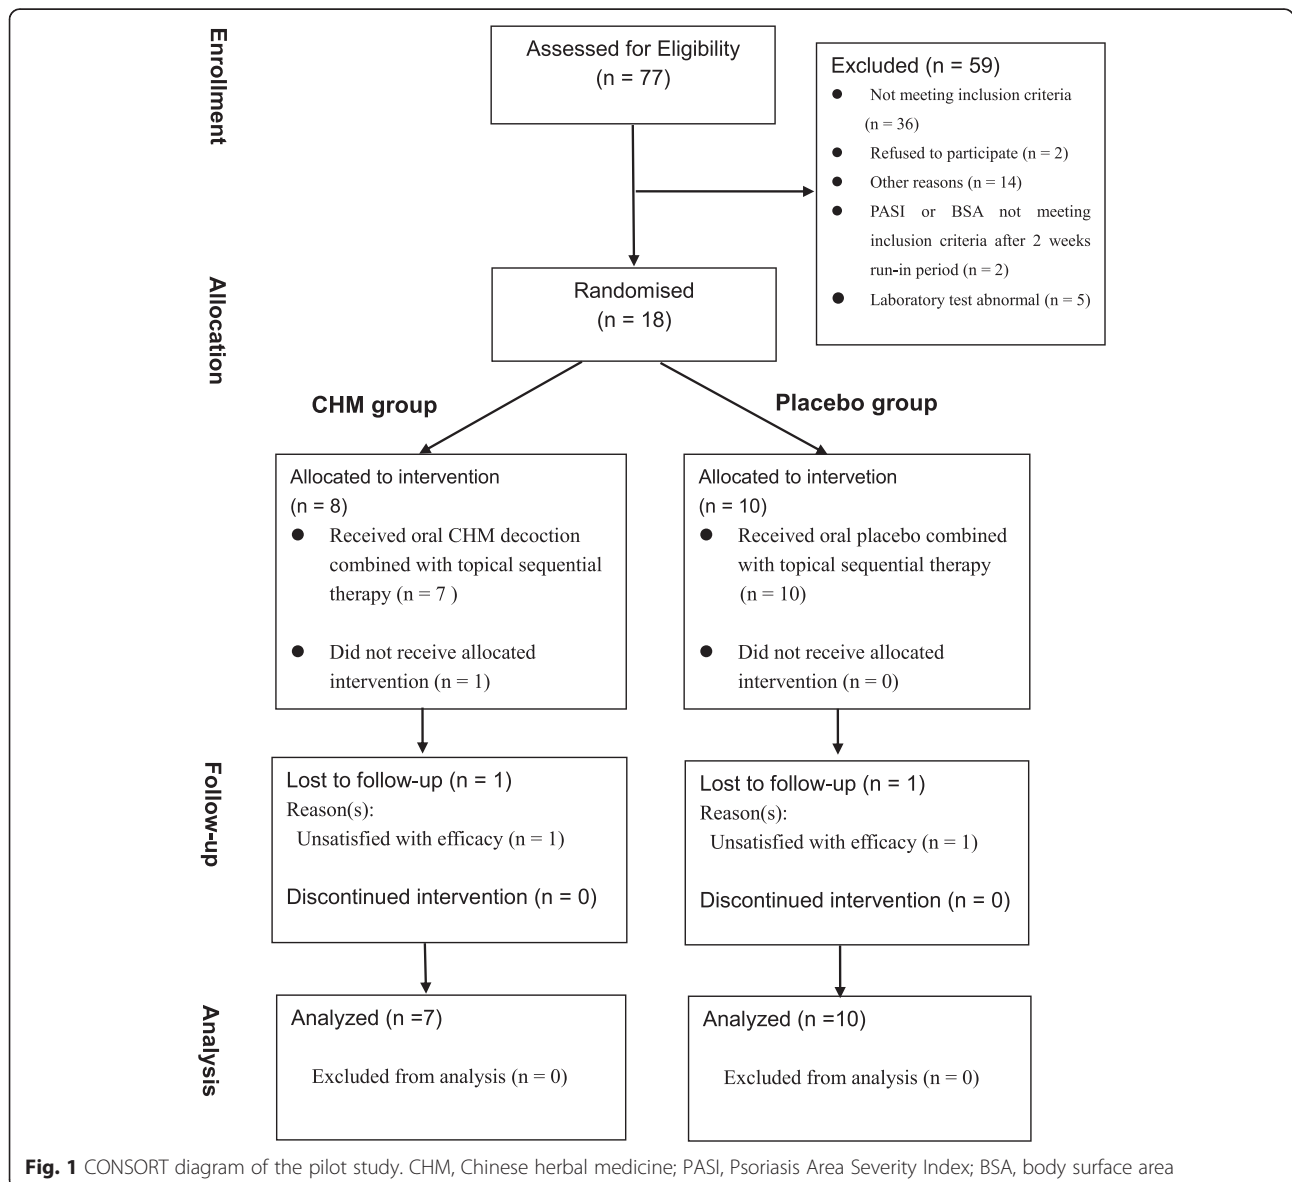 Enrollment
Assessed for Eligibility
(n = 77)
Excluded (n = 59)
● Not meeting inclusion criteria
(n = 36)
● Refused to participate (n = 2)
● Other reasons (n = 14)
● PASI or BSA not meeting
inclusion criteria after 2 weeks
run-in period (n = 2)
● Laboratory test abnormal (n = 5)
Allocation
Randomised
(n = 18)
CHM group
Placebo group
Allocated to intervention
(n = 8)
● Received oral CHM decoction
combined with topical sequential
therapy (n = 7 )
● Did not receive allocated
intervention (n = 1)
Allocated to intervetion
(n = 10)
● Received oral placebo combined
with topical sequential therapy
(n = 10)
● Did not receive allocated
intervention (n = 0)
Follow-up
Lost to follow-up (n = 1)
Reason(s):
Unsatisfied with efficacy (n = 1)
Discontinued intervention (n = 0)
Lost to follow-up (n = 1)
Reason(s):
Unsatisfied with efficacy (n = 1)
Discontinued intervention (n = 0)
Analysis
Analyzed (n =7)
Excluded from analysis (n = 0)
Analyzed (n =10)
Excluded from analysis (n = 0)
Fig. 1 CONSORT diagram of the pilot study. CHM, Chinese herbal medicine; PASI, Psoriasis Area Severity Index; BSA, body surface area